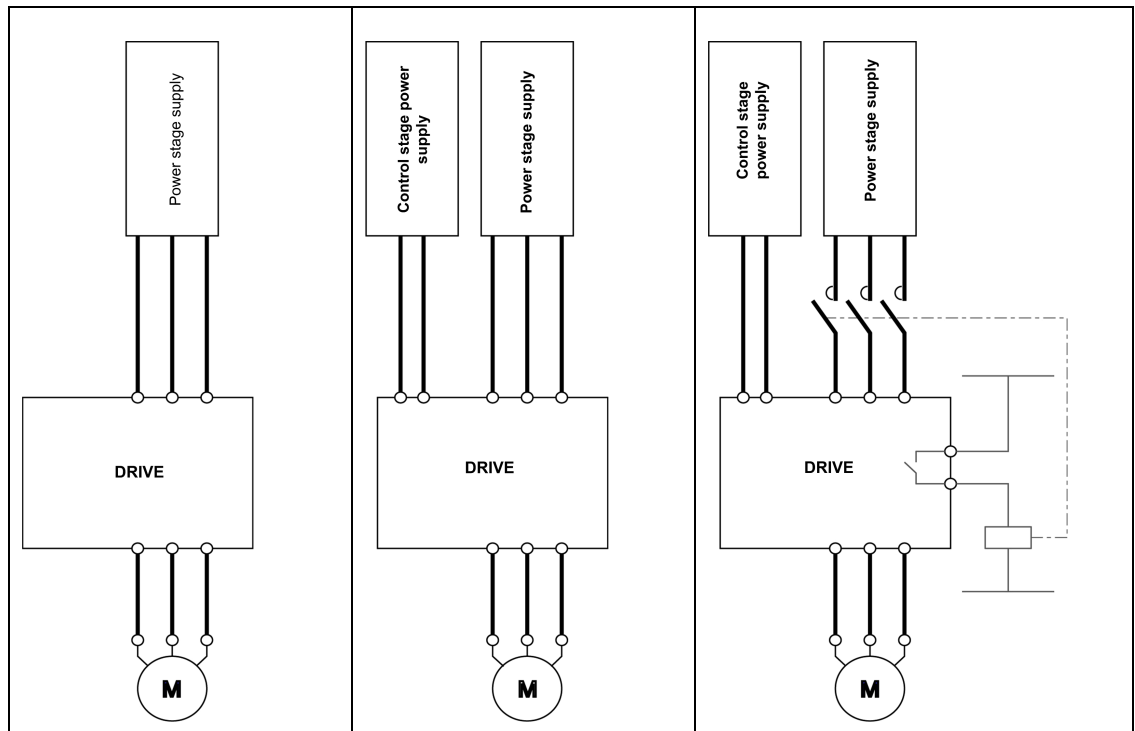 Power stage supply
DRIVE
M
Control stage power
supply
Power stage supply
DRIVE
M
Control stage
power supply
Power stage supply
DRIVE
M